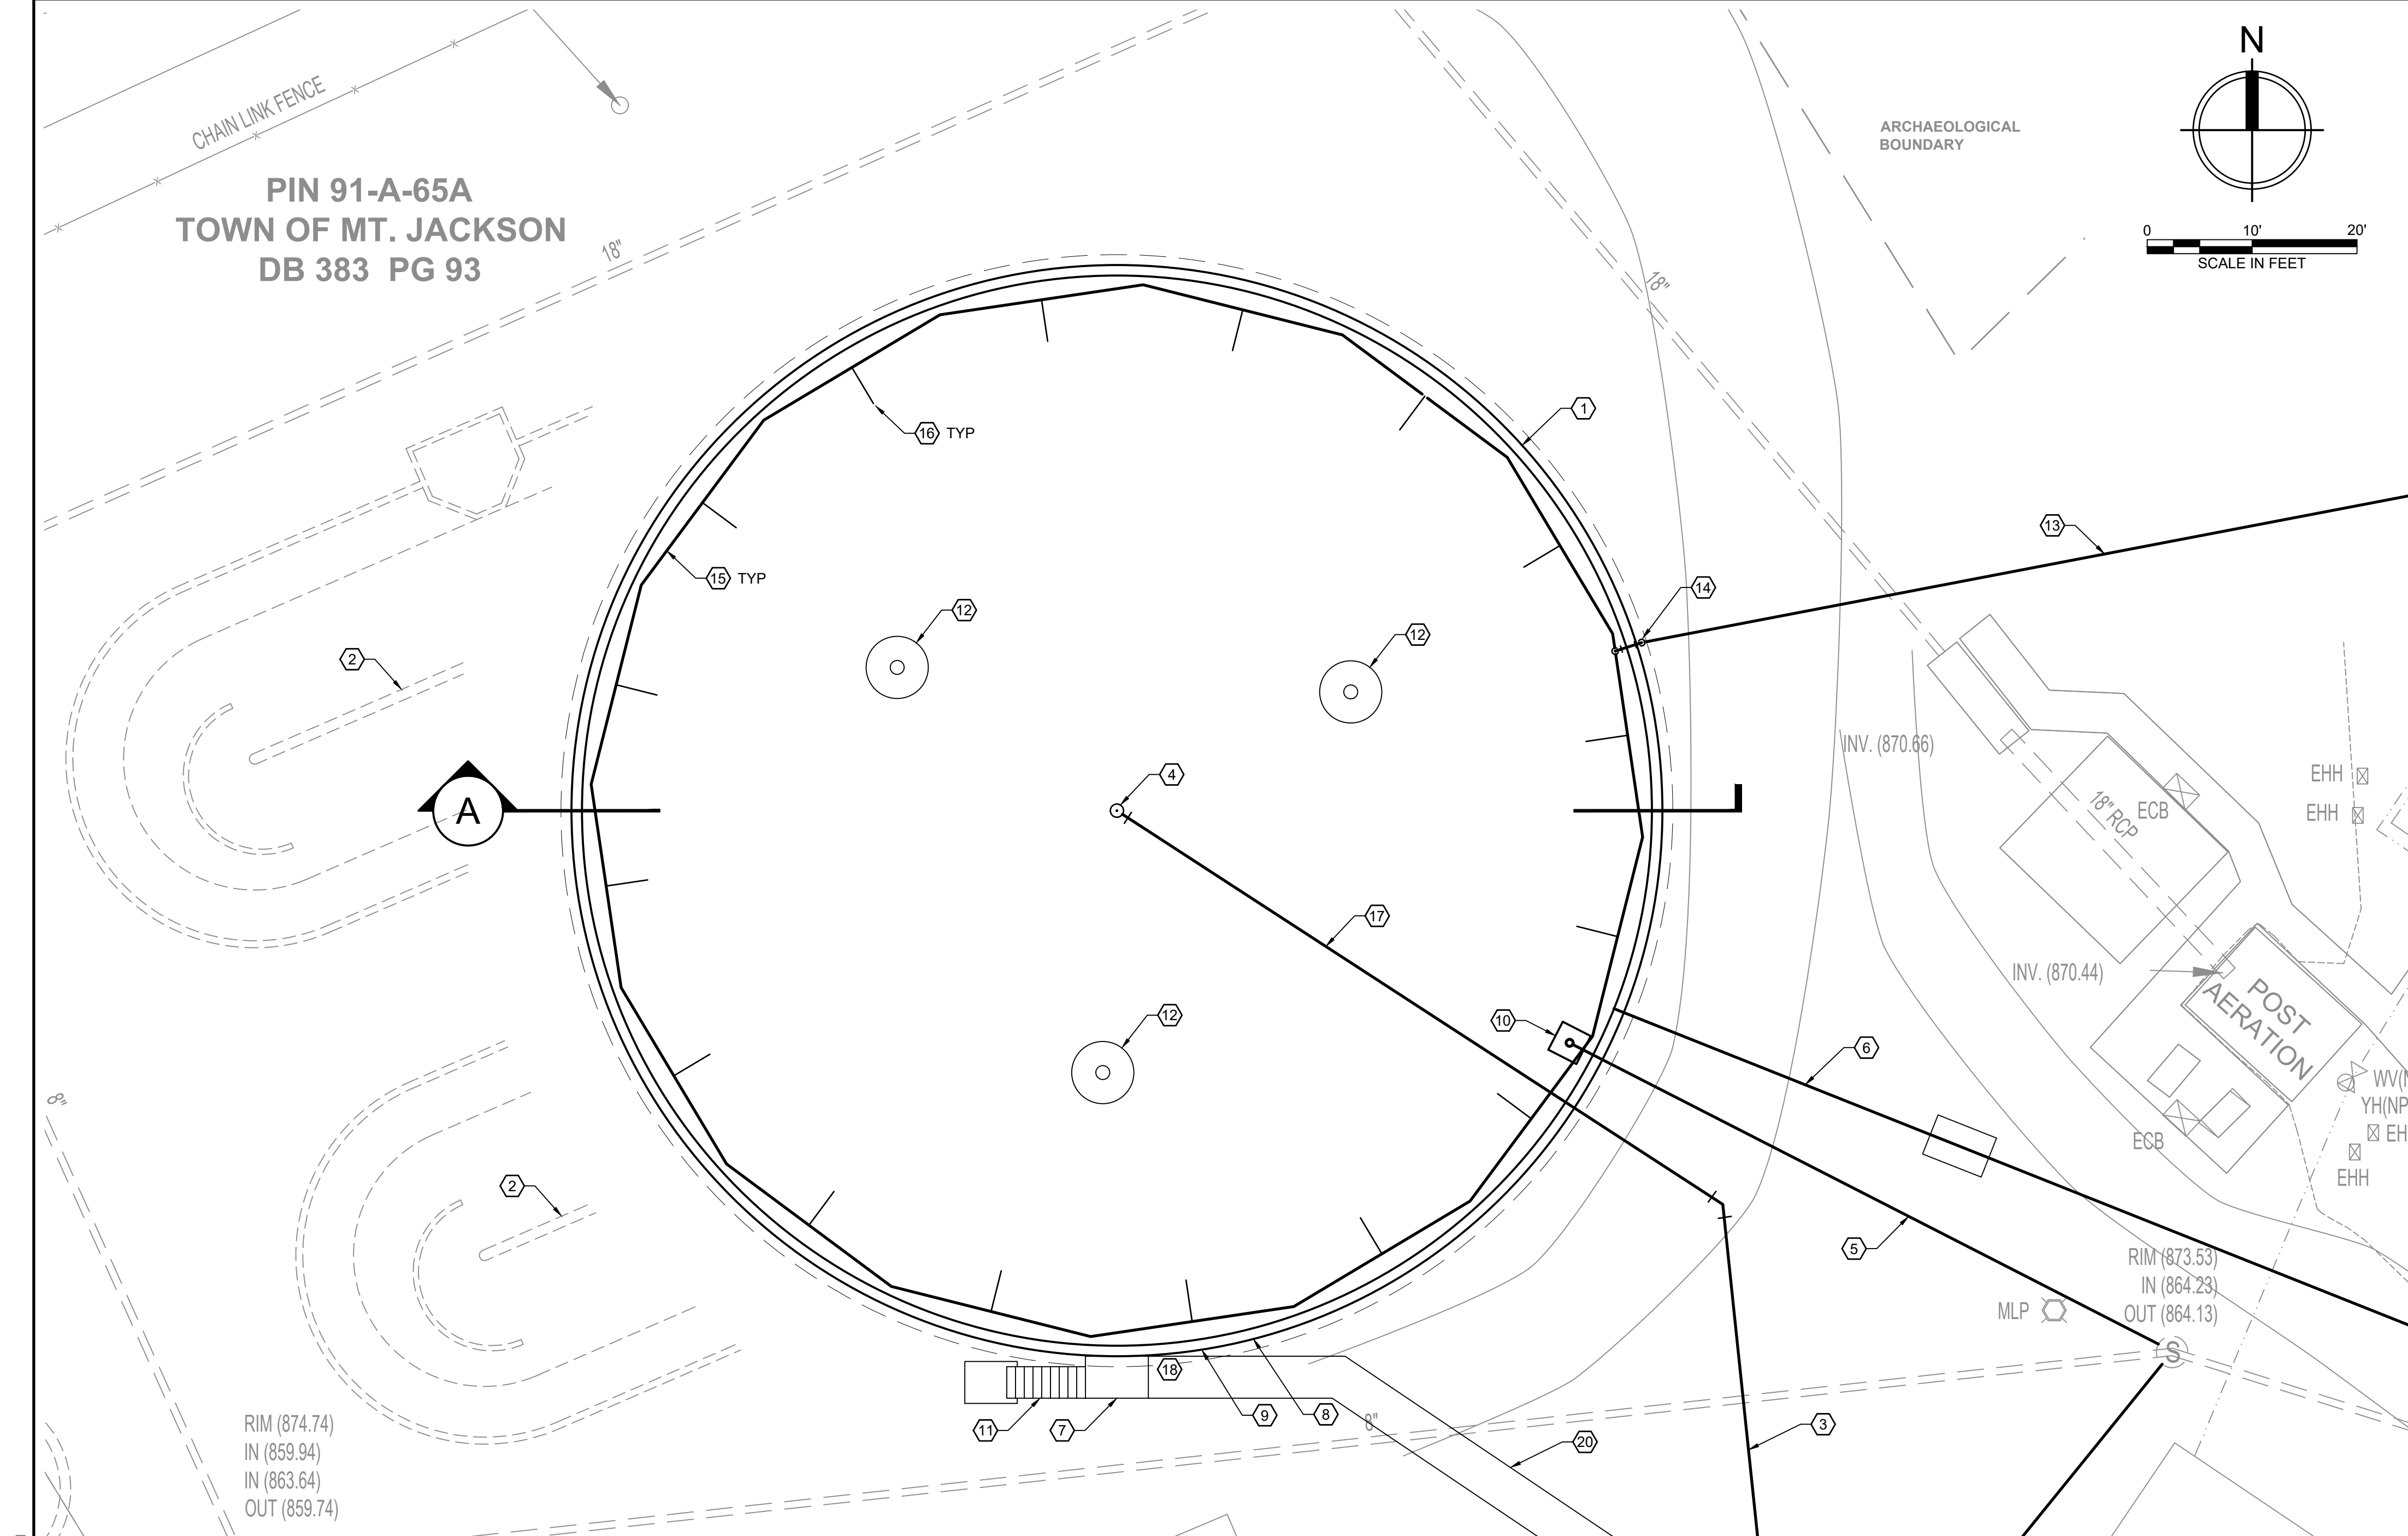 N
ARCHAEOLOGICAL
BOUNDARY
0 10' 20'
SCALE IN FEET
CHAIN LINK FENCE
PIN 91-A-65A
TOWN OF MT. JACKSON
DB 383 PG 93
18"
18"
1
16 TYP
13
15 TYP
14
12
12
2
4
A
INV. (870.66)
EHH
EHH
ECB
18" RCP
17
INV. (870.44)
POST
AERATION
12
10
6
8"
ECB
EHH
2
5
RIM (873.53)
IN (864.23)
OUT (864.13)
MLP
S
18
11
7
9
8
8"
3
20
RIM (874.74)
IN (859.94)
IN (863.64)
OUT (859.74)